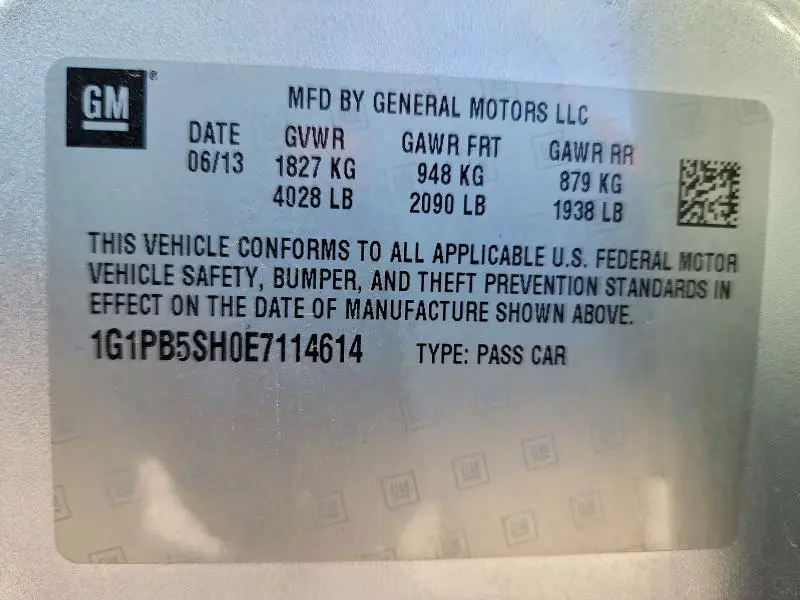 GM
MFD BY GENERAL MOTORS LLC
DATE GVWR GAWR FRT GAWR RR
06/13 1827 KG 948 KG 879 KG
4028 LB 2090 LB 1938 LB
THIS VEHICLE CONFORMS TO ALL APPLICABLE U.S. FEDERAL MOTOR
VEHICLE SAFETY, BUMPER, AND THEFT PREVENTION STANDARDS IN
EFFECT ON THE DATE OF MANUFACTURE SHOWN ABOVE.
1G1PB5SH0E7114614 TYPE: PASS CAR